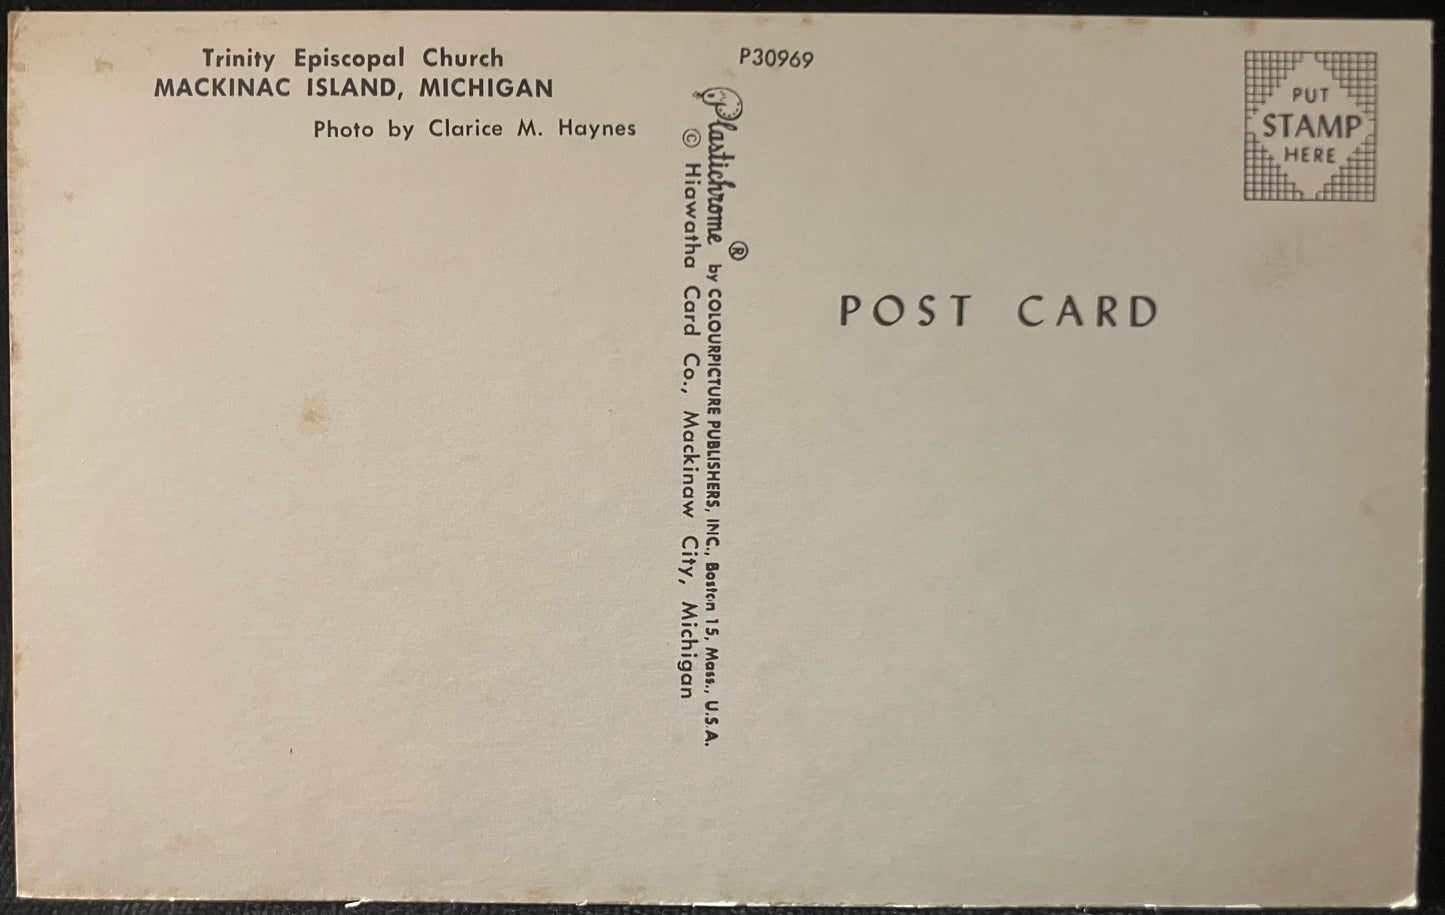 Trinity Episcopal Church
MACKINAC ISLAND, MICHIGAN
Photo by Clarice M. Haynes
P30969
Plastichrome® by COLOURPICTURE PUBLISHERS, INC., Boston 15, Mass., U.S.A.
© Hiawatha Card Co., Mackinaw City, Michigan
PUT
STAMP
HERE
POST CARD